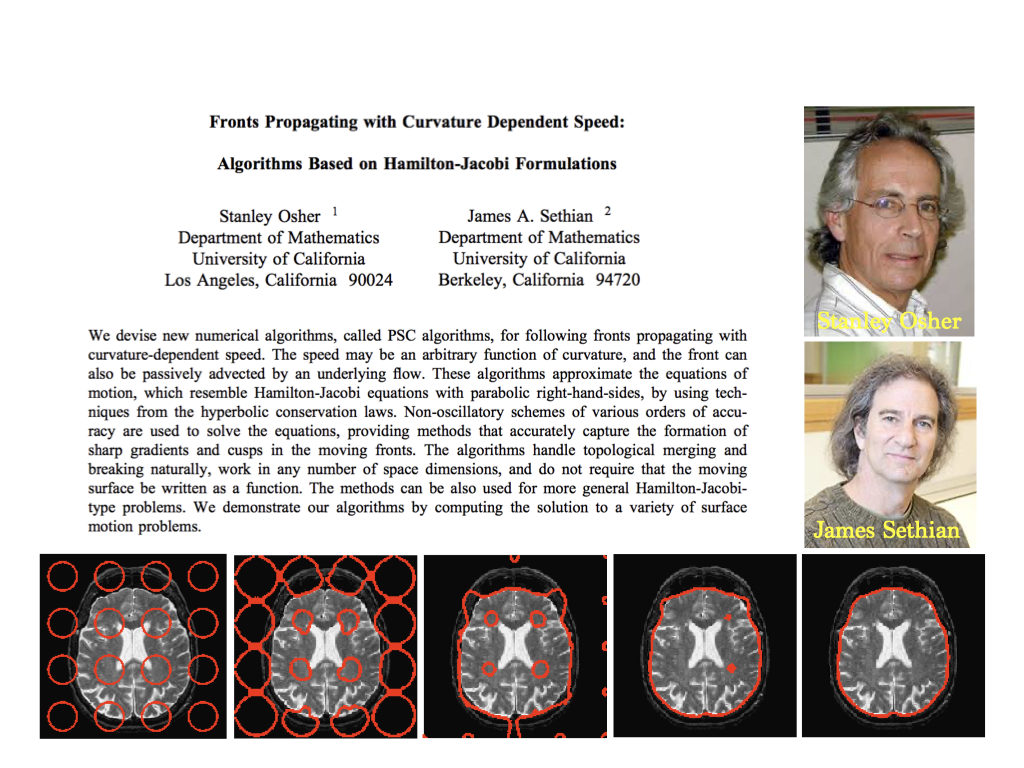 Fronts Propagating with Curvature Dependent Speed:
Algorithms Based on Hamilton-Jacobi Formulations
Stanley Osher 1
Department of Mathematics
University of California
Los Angeles, California 90024
James A. Sethian 2
Department of Mathematics
University of California
Berkeley, California 94720
We devise new numerical algorithms, called PSC algorithms, for following fronts propagating with
curvature-dependent speed. The speed may be an arbitrary function of curvature, and the front can
also be passively advected by an underlying flow. These algorithms approximate the equations of
motion, which resemble Hamilton-Jacobi equations with parabolic right-hand-sides, by using tech-
niques from the hyperbolic conservation laws. Non-oscillatory schemes of various orders of accu-
racy are used to solve the equations, providing methods that accurately capture the formation of
sharp gradients and cusps in the moving fronts. The algorithms handle topological merging and
breaking naturally, work in any number of space dimensions, and do not require that the moving
surface be written as a function. The methods can be also used for more general Hamilton-Jacobi-
type problems. We demonstrate our algorithms by computing the solution to a variety of surface
motion problems.
Stanley Osher
James Sethian